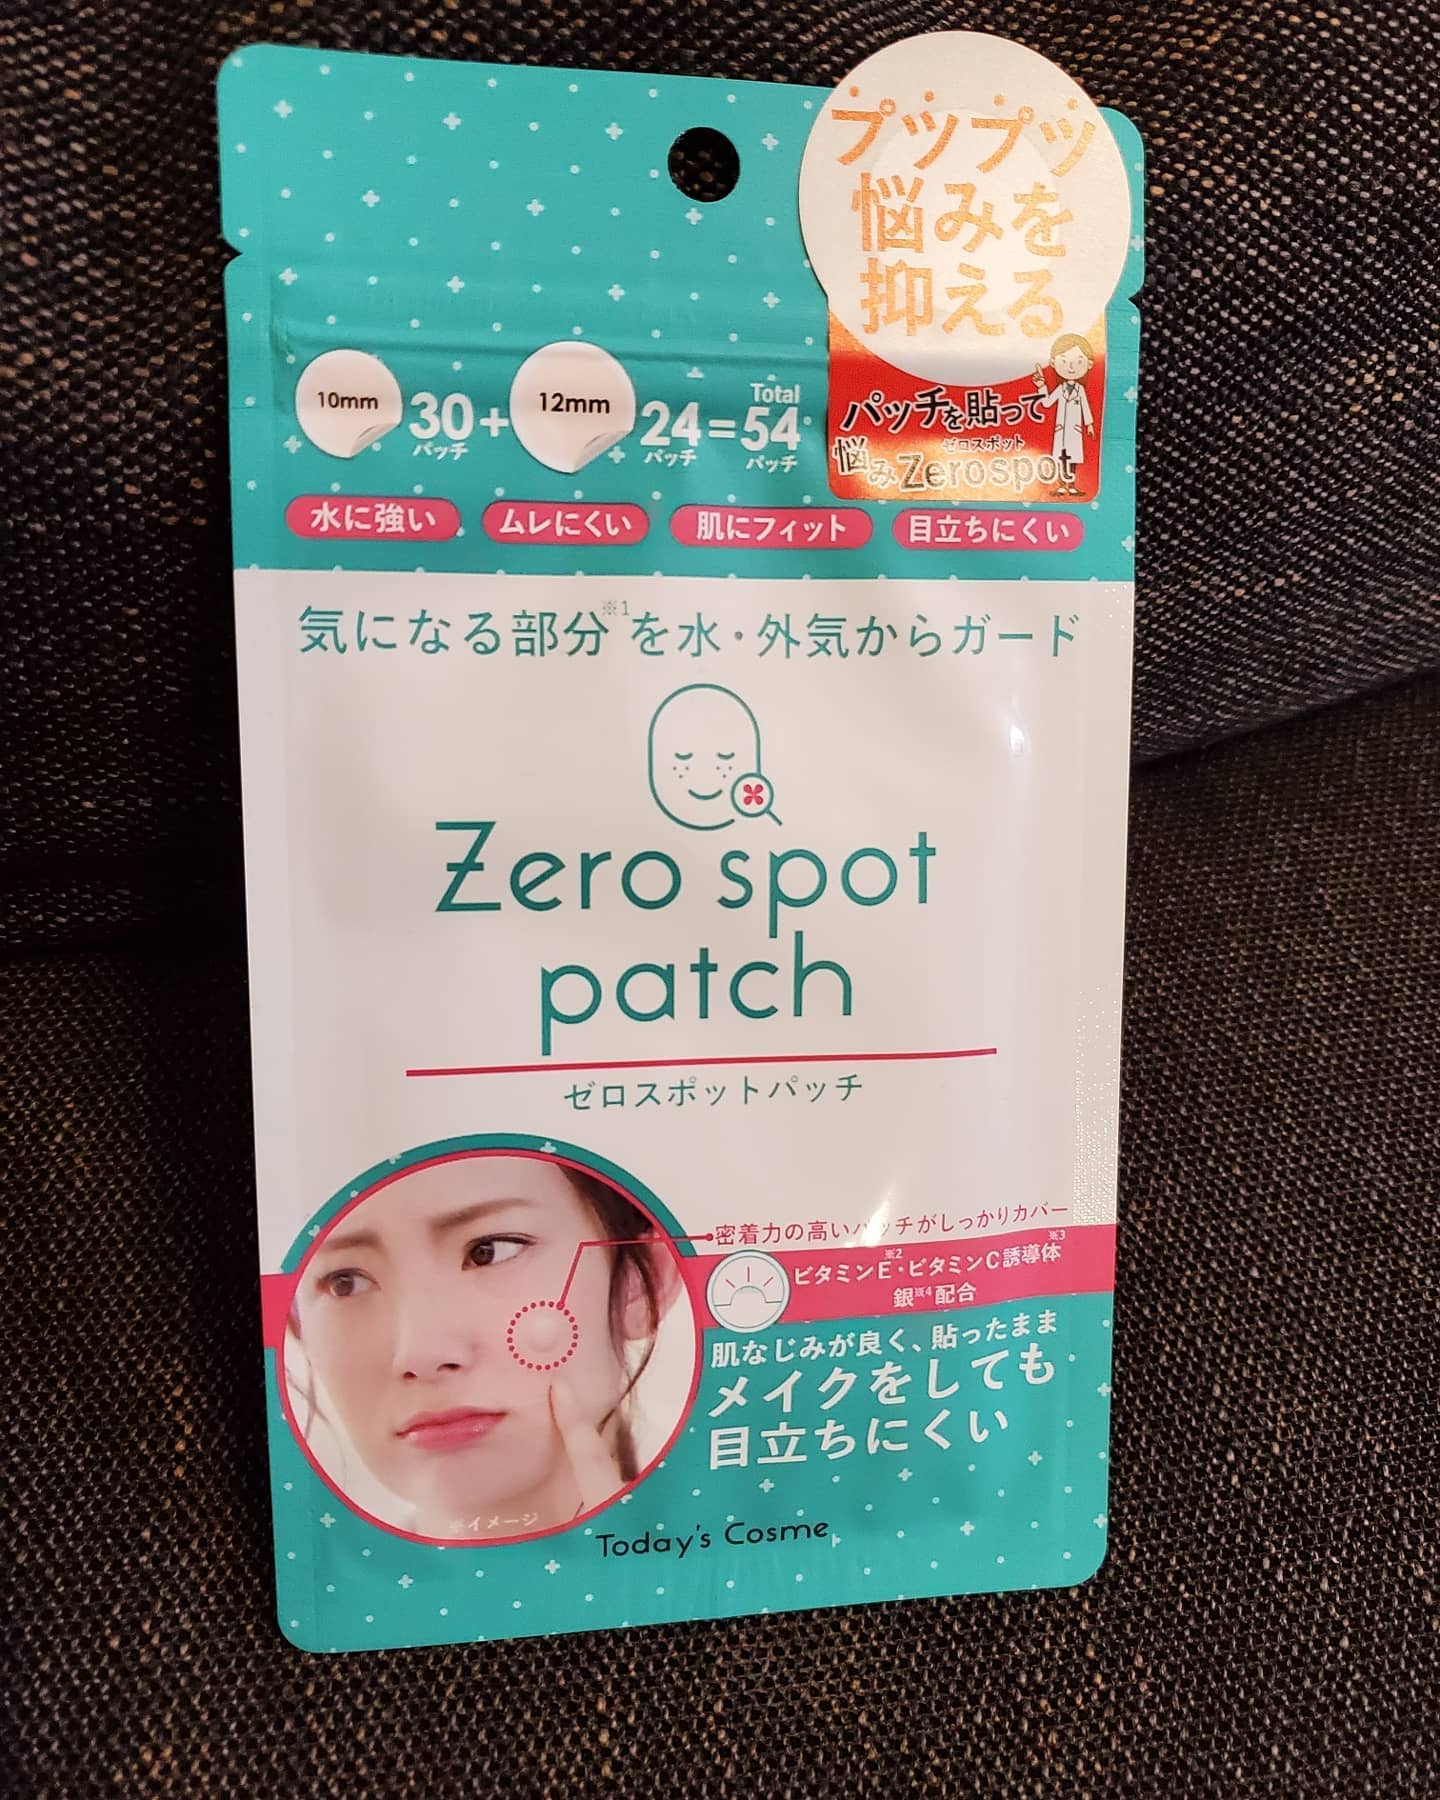 プツプツ
悩みを
抑える
パッチを貼って
ゼロスポット
悩みZero spot
10mm 30パッチ + 12mm 24パッチ = Total 54パッチ
水に強い ムレにくい 肌にフィット 目立ちにくい
気になる部分※1を水・外気からガード
Zero spot
patch
ゼロスポットパッチ
密着力の高いパッチがしっかりカバー
ビタミンE※2・ビタミンC誘導体※3
銀※4配合
肌なじみが良く、貼ったまま
メイクをしても
目立ちにくい
※イメージ
Today's Cosme